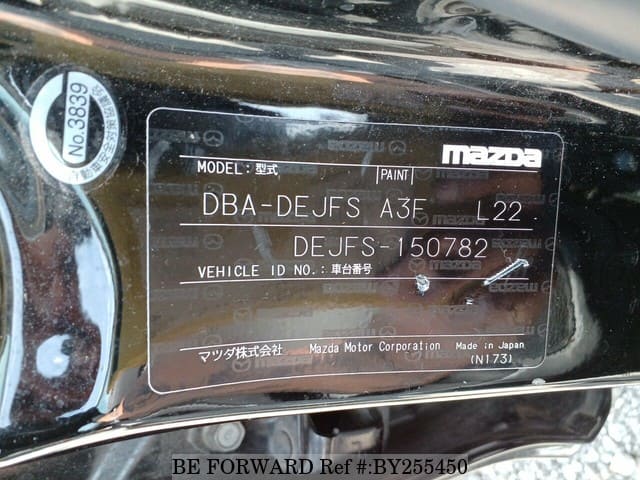 No.3839
mazda
MODEL:型式 PAINT
DBA-DEJFS A3F L22
DEJFS-150782
VEHICLE ID NO.:車台番号
マツダ株式会社 Mazda Motor Corporation Made in Japan
(N173)
BE FORWARD Ref #:BY255450